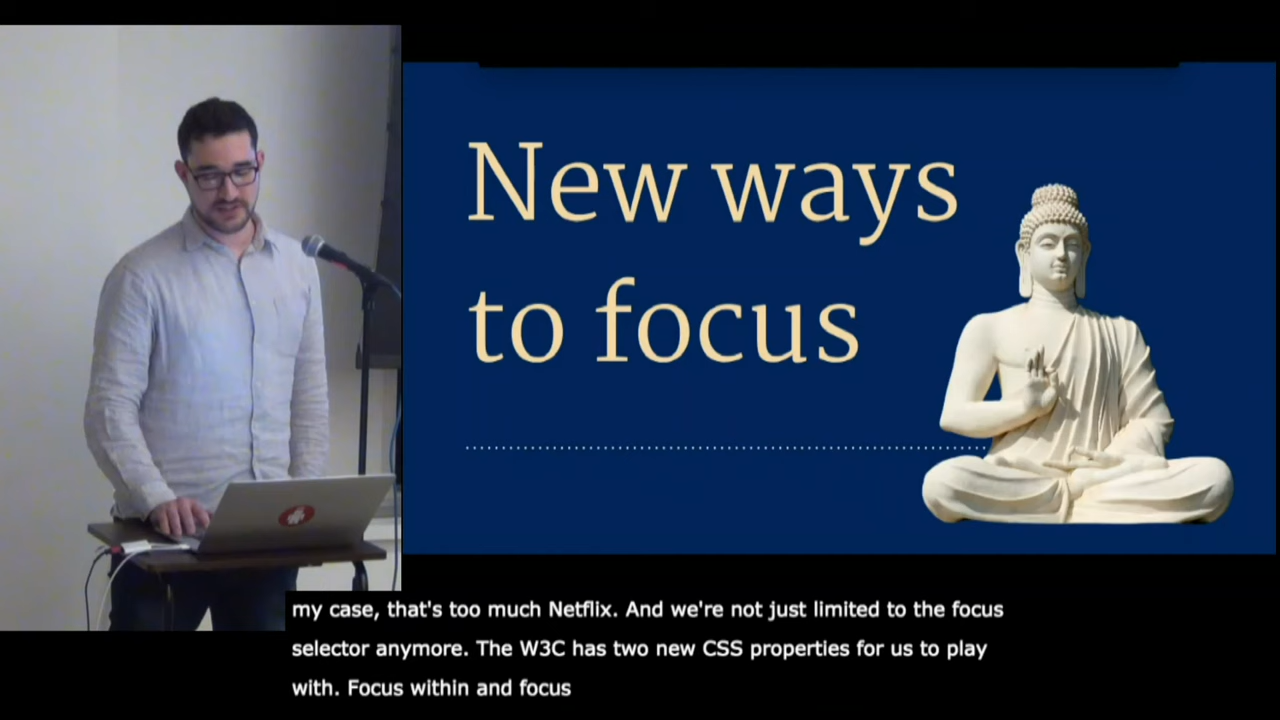 New ways
to focus
my case, that's too much Netflix. And we're not just limited to the focus
selector anymore. The W3C has two new CSS properties for us to play
with. Focus within and focus